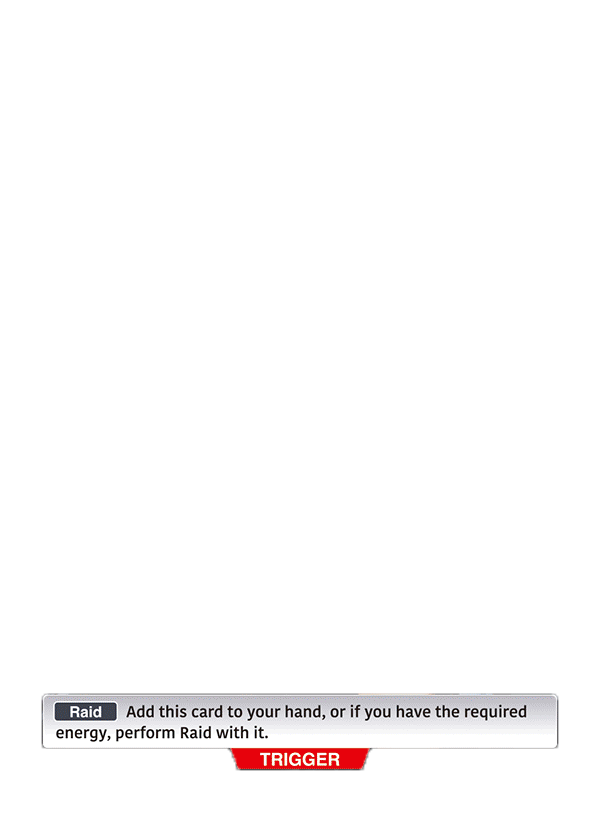 Raid Add this card to your hand, or if you have the required
energy, perform Raid with it.
TRIGGER